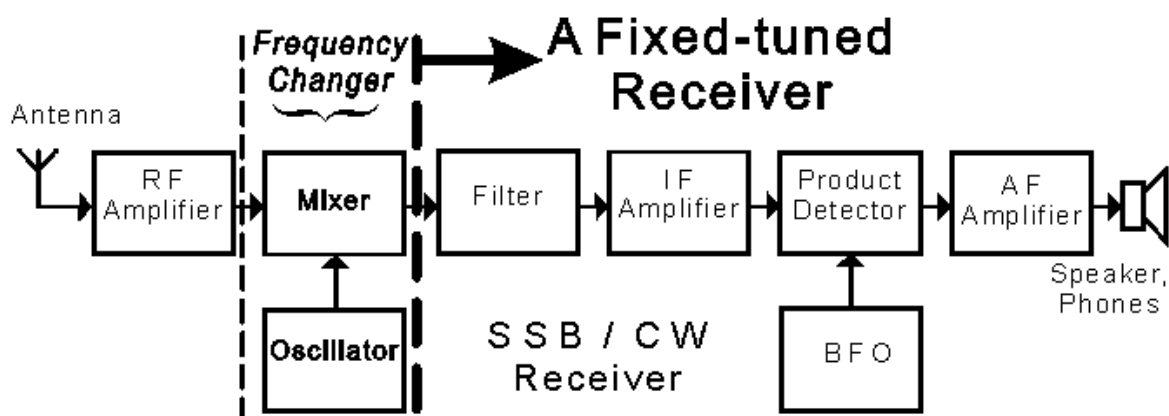 Frequency
Changer
A Fixed-tuned
Receiver
Antenna
RF
Amplifier
Mixer
Filter
IF
Amplifier
Product
Detector
AF
Amplifier
Speaker,
Phones
Oscillator
SSB / CW
Receiver
BFO